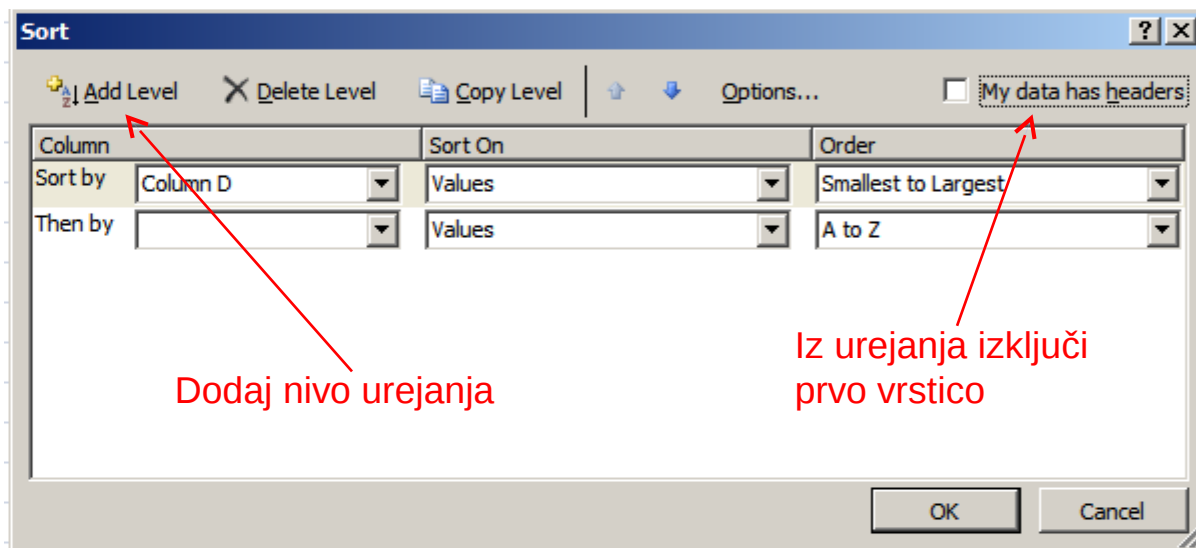 Sort
Add Level Delete Level Copy Level Options... My data has headers
Column Sort On Order
Sort by Column D Values Smallest to Largest
Then by Values A to Z
Iz urejanja izključi
prvo vrstico
Dodaj nivo urejanja
OK Cancel